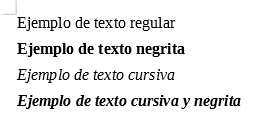 Ejemplo de texto regular
Ejemplo de texto negrita
Ejemplo de texto cursiva
Ejemplo de texto cursiva y negrita